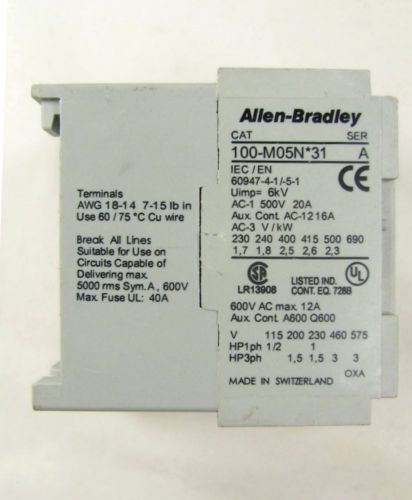 Terminals
AWG 18-14 7-15 lb in
Use 60 / 75 °C Cu wire
Break All Lines
Suitable for Use on
Circuits Capable of
Delivering max.
5000 rms Sym. A, 600V
Max. Fuse UL: 40A
Allen-Bradley
CAT SER
100-M05N*31 A
IEC / EN
60947-4-1/-5-1
Uimp= 6kV
CE
AC-1 500V 20A
Aux. Cont. AC-12 16A
AC-3 V / kW
230 240 400 415 500 690
1,7 1,8 2,5 2,6 2,3
SA
LR13908
LISTED IND.
CONT. EQ. 728B
UL
600V AC max. 12A
Aux. Cont. A600 Q600
V 115 200 230 460 575
HP1ph 1/2 1
HP3ph 1,5 1,5 3 3
OXA
MADE IN SWITZERLAND